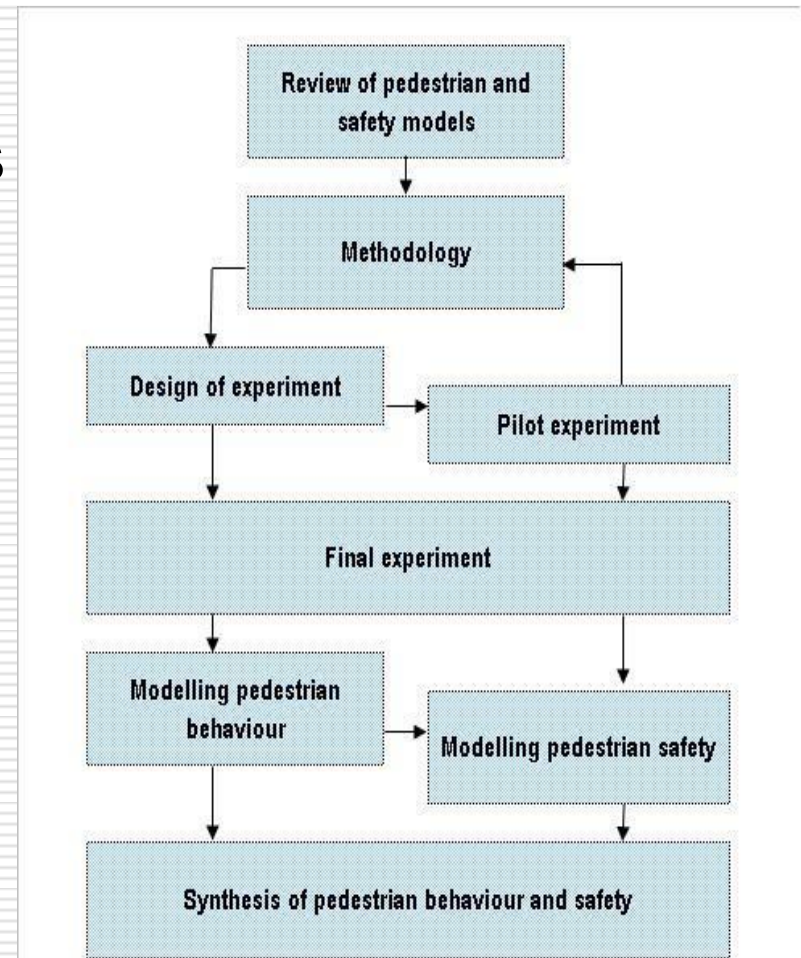 Review of pedestrian and
safety models
s
Methodology
Design of experiment
Pilot experiment
Final experiment
Modelling pedestrian
behaviour
Modelling pedestrian safety
Synthesis of pedestrian behaviour and safety